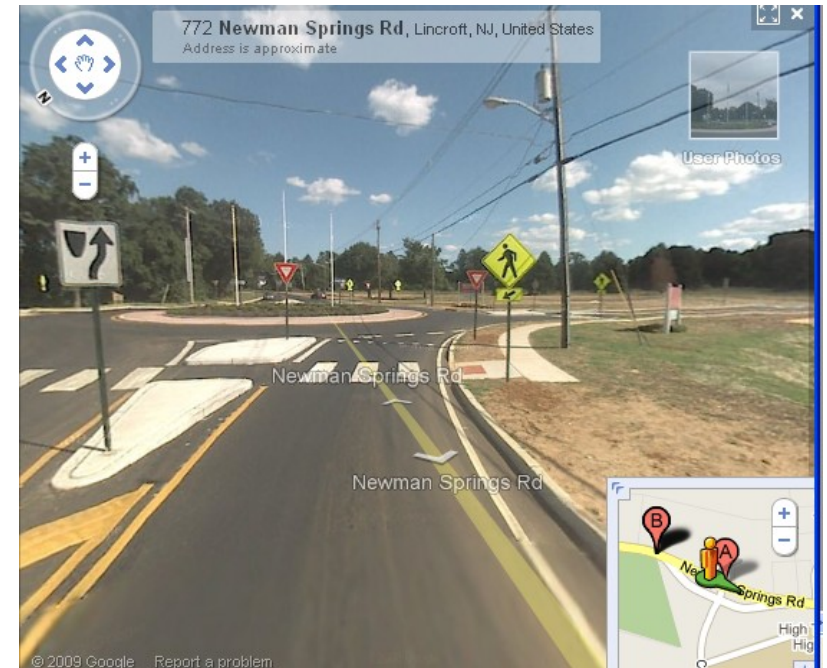 772 Newman Springs Rd, Lincroft, NJ, United States
Address is approximate
N
User Photos
Newman Springs Rd
Newman Springs Rd
B
A
Springs Rd
High
© 2009 Google Report a problem